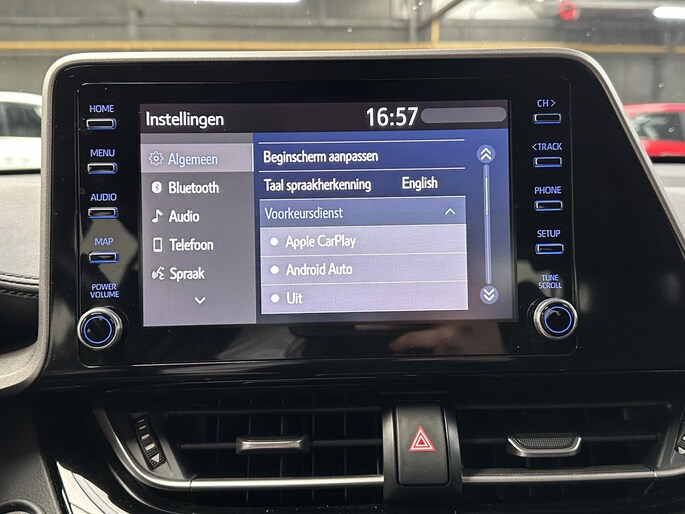 Instellingen 16:57
HOME
MENU
AUDIO
MAP
POWER
VOLUME
Algemeen
Bluetooth
Audio
Telefoon
Spraak
Beginscherm aanpassen
Taal spraakherkenning English
Voorkeursdienst
Apple CarPlay
Android Auto
Uit
CH >
< TRACK
PHONE
SETUP
TUNE
SCROLL